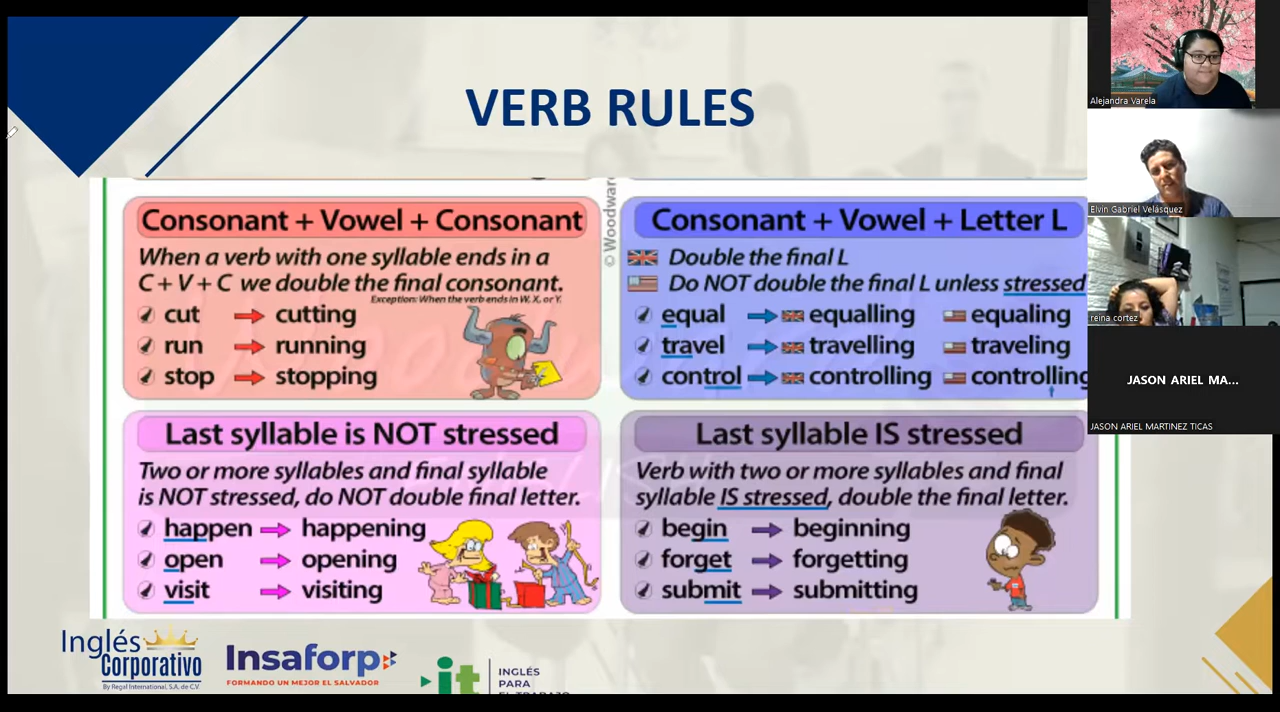 VERB RULES
Consonant + Vowel + Consonant
When a verb with one syllable ends in a
C + V + C we double the final consonant.
Exception: When the verb ends in W, X, or Y.
cut cutting
run running
stop stopping
© Woodwar
Consonant + Vowel + Letter L
Double the final L
Do NOT double the final L unless stressed
equal equalling equaling
travel travelling traveling
control controlling controlling
Last syllable is NOT stressed
Two or more syllables and final syllable
is NOT stressed, do NOT double final letter.
happen happening
open opening
visit visiting
Last syllable IS stressed
Verb with two or more syllables and final
syllable IS stressed, double the final letter.
begin beginning
forget forgetting
submit submitting
Inglés
Corporativo
By Regal International, S.A. de C.V.
Insaforp
FORMANDO UN MEJOR EL SALVADOR
it
INGLÉS
PARA
EL TRABAJO
Alejandra Varela
Elvin Gabriel Velásquez
reina cortez
JASON ARIEL MA...
JASON ARIEL MARTINEZ TICAS